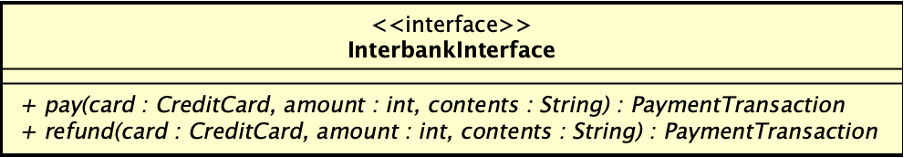 <<interface>>
InterbankInterface
+ pay(card : CreditCard, amount : int, contents : String) : PaymentTransaction
+ refund(card : CreditCard, amount : int, contents : String) : PaymentTransaction